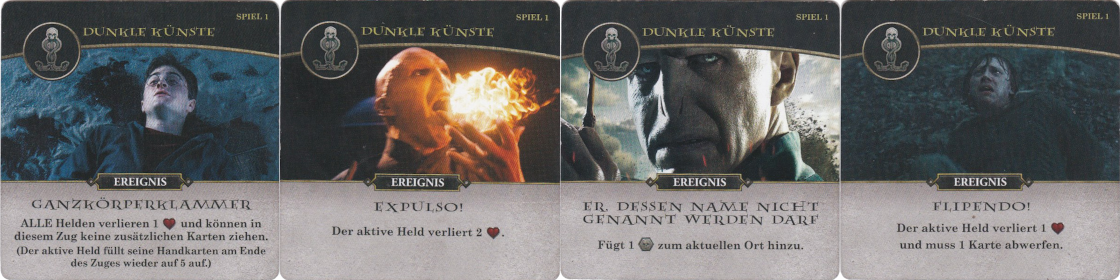 SPIEL 1
DUNKLE KÜNSTE
EREIGNIS
GANZKÖRPERKLAMMER
ALLE Helden verlieren 1 und können in
diesem Zug keine zusätzlichen Karten ziehen.
(Der aktive Held füllt seine Handkarten am Ende
des Zuges wieder auf 5 auf.)
SPIEL 1
DUNKLE KÜNSTE
EREIGNIS
EXPULSO!
Der aktive Held verliert 2 .
SPIEL 1
DUNKLE KÜNSTE
EREIGNIS
ER, DESSEN NAME NICHT
GENANNT WERDEN DARF
Fügt 1 zum aktuellen Ort hinzu.
SPIEL 1
DUNKLE KÜNSTE
EREIGNIS
FLIPENDO!
Der aktive Held verliert 1
und muss 1 Karte abwerfen.